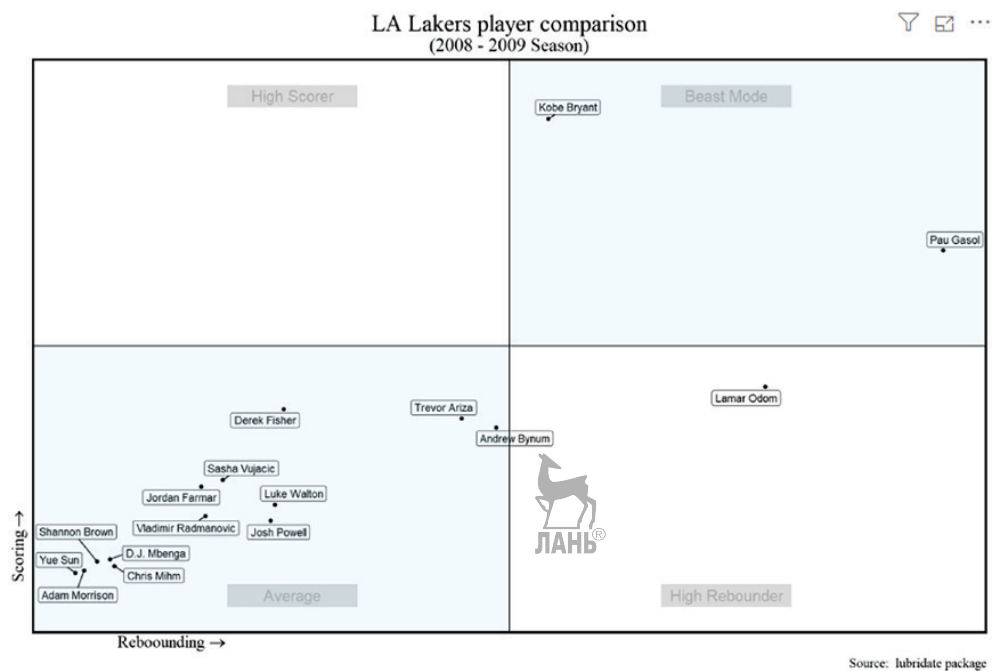 LA Lakers player comparison
(2008 - 2009 Season)
High Scorer
Beast Mode
Kobe Bryant
Pau Gasol
Lamar Odom
Trevor Ariza
Derek Fisher
Andrew Bynum
Sasha Vujacic
Jordan Farmar
Luke Walton
Vladimir Radmanovic
Josh Powell
Shannon Brown
D.J. Mbenga
Yue Sun
Chris Mihm
Adam Morrison
ЛАНЬ®
Average
High Rebounder
Scoring →
Reboounding →
Source: lubridate package